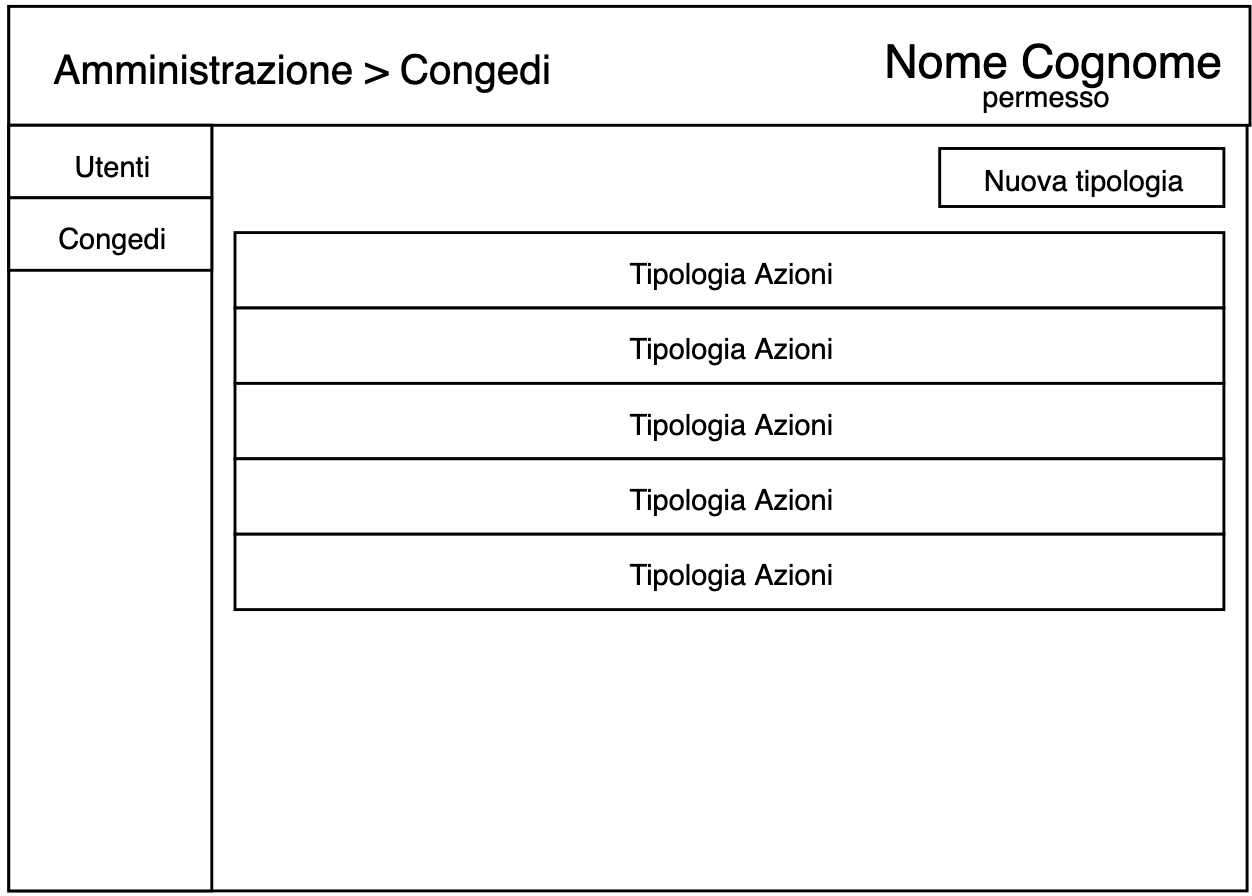 Amministrazione > Congedi
Nome Cognome
permesso
Utenti
Congedi
Nuova tipologia
Tipologia Azioni
Tipologia Azioni
Tipologia Azioni
Tipologia Azioni
Tipologia Azioni